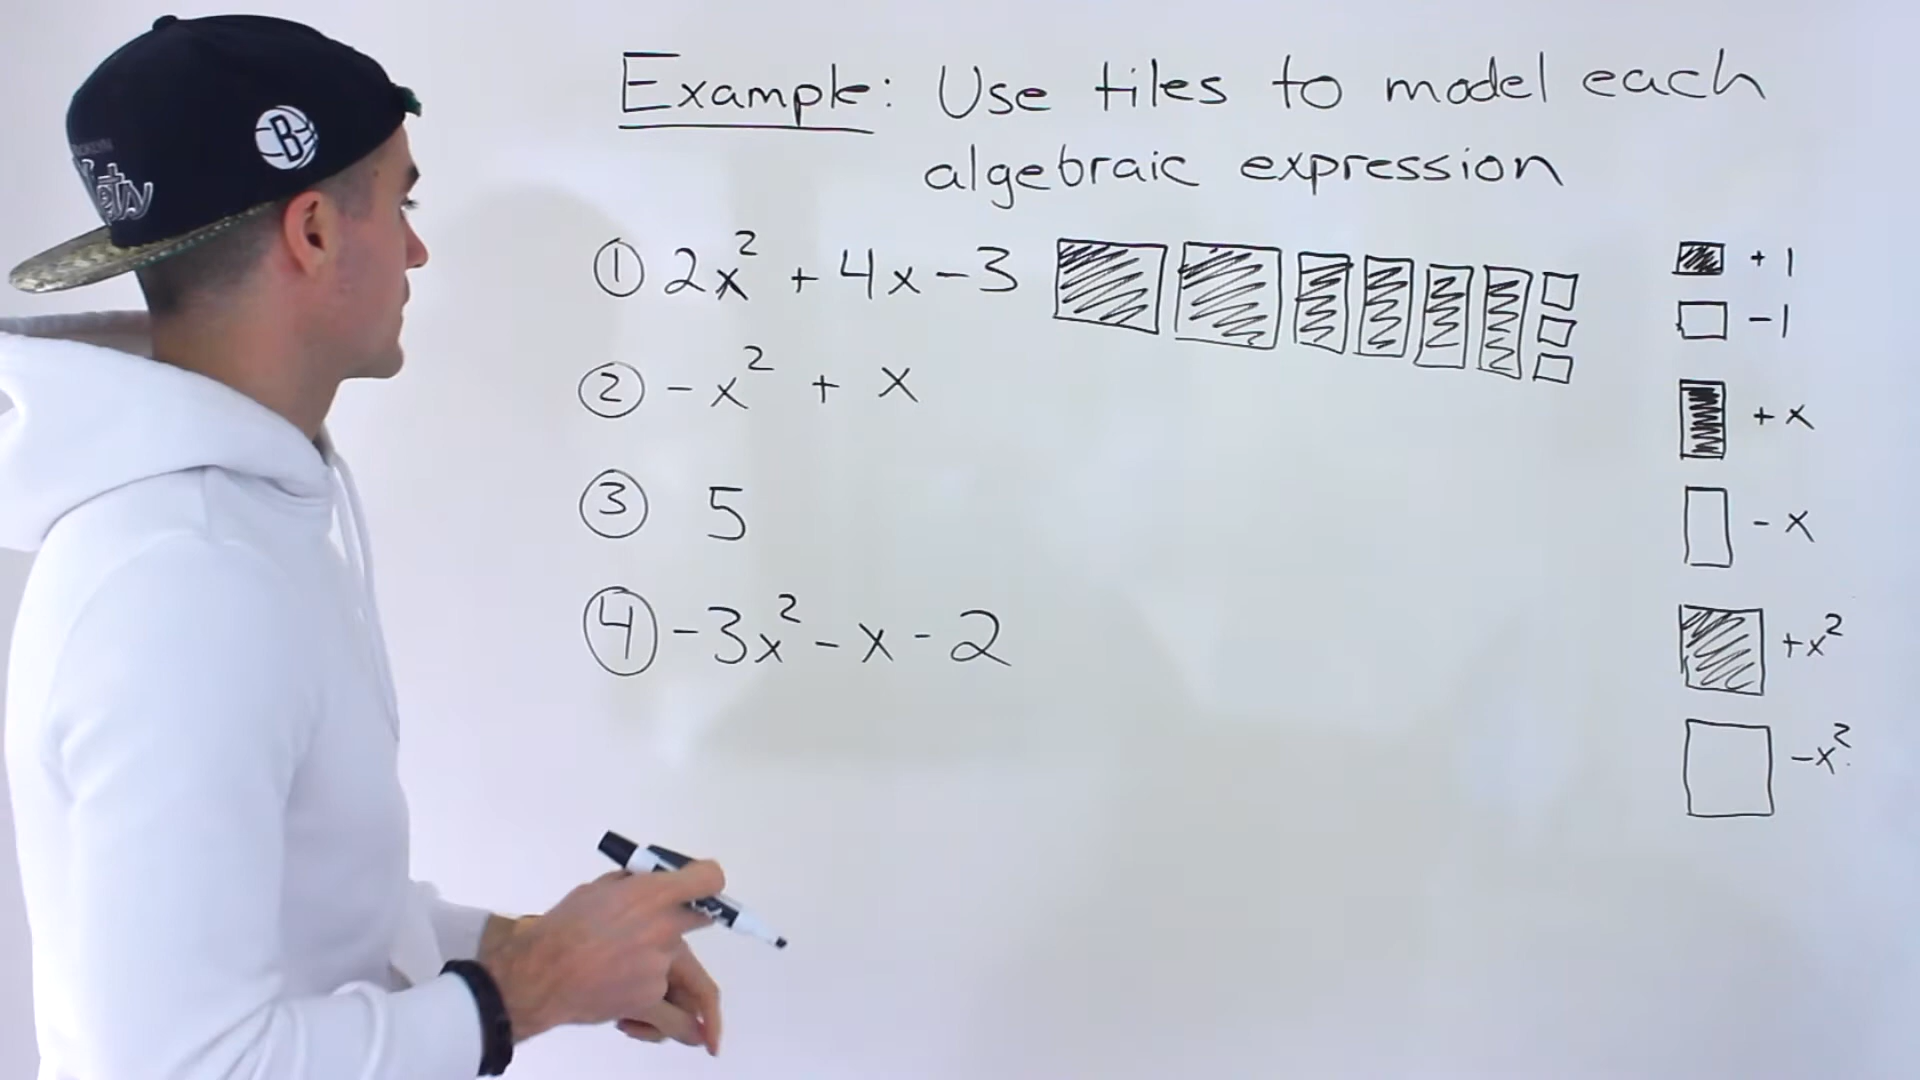 Example: Use tiles to model each
algebraic expression
① 2x² + 4x - 3
② - x² + x
③ 5
④ -3x² - x - 2
+ 1
- 1
+ x
- x
+x²
-x²
B
Nets